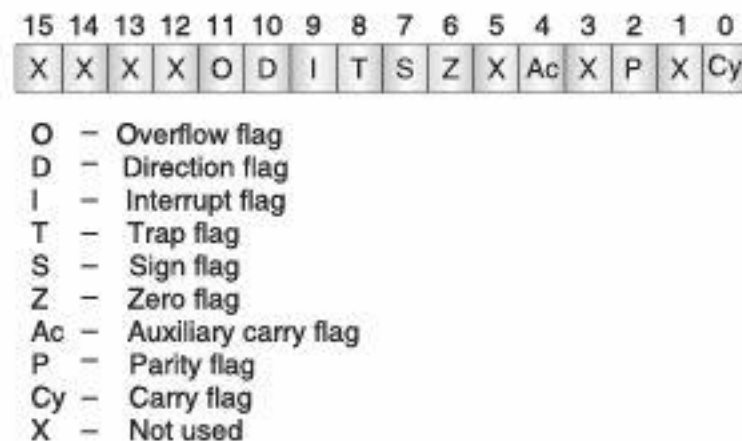 15 14 13 12 11 10 9 8 7 6 5 4 3 2 1 0
X X X X O D I T S Z X Ac X P X Cy
O – Overflow flag
D – Direction flag
I – Interrupt flag
T – Trap flag
S – Sign flag
Z – Zero flag
Ac – Auxiliary carry flag
P – Parity flag
Cy – Carry flag
X – Not used